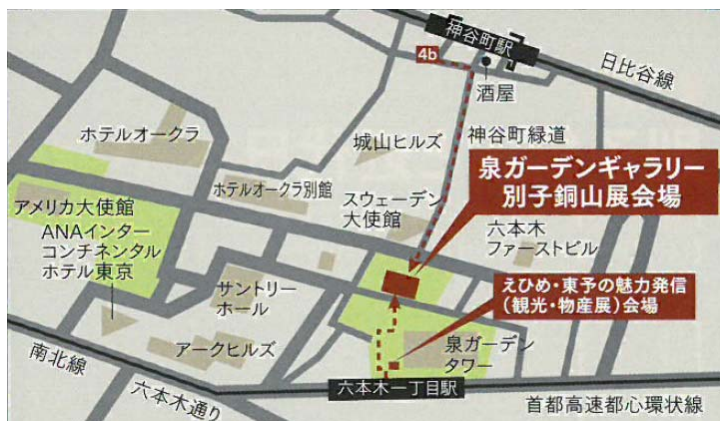 神谷町駅
日比谷線
4b
酒屋
ホテルオークラ
城山ヒルズ
神谷町緑道
泉ガーデンギャラリー
別子銅山展会場
ホテルオークラ別館
スウェーデン
大使館
アメリカ大使館
ANAインター
コンチネンタル
ホテル東京
六本木
ファーストビル
サントリー
ホール
えひめ・東予の魅力発信
(観光・物産展)会場
アークヒルズ
泉ガーデン
タワー
南北線
六本木通り
六本木一丁目駅
首都高速都心環状線